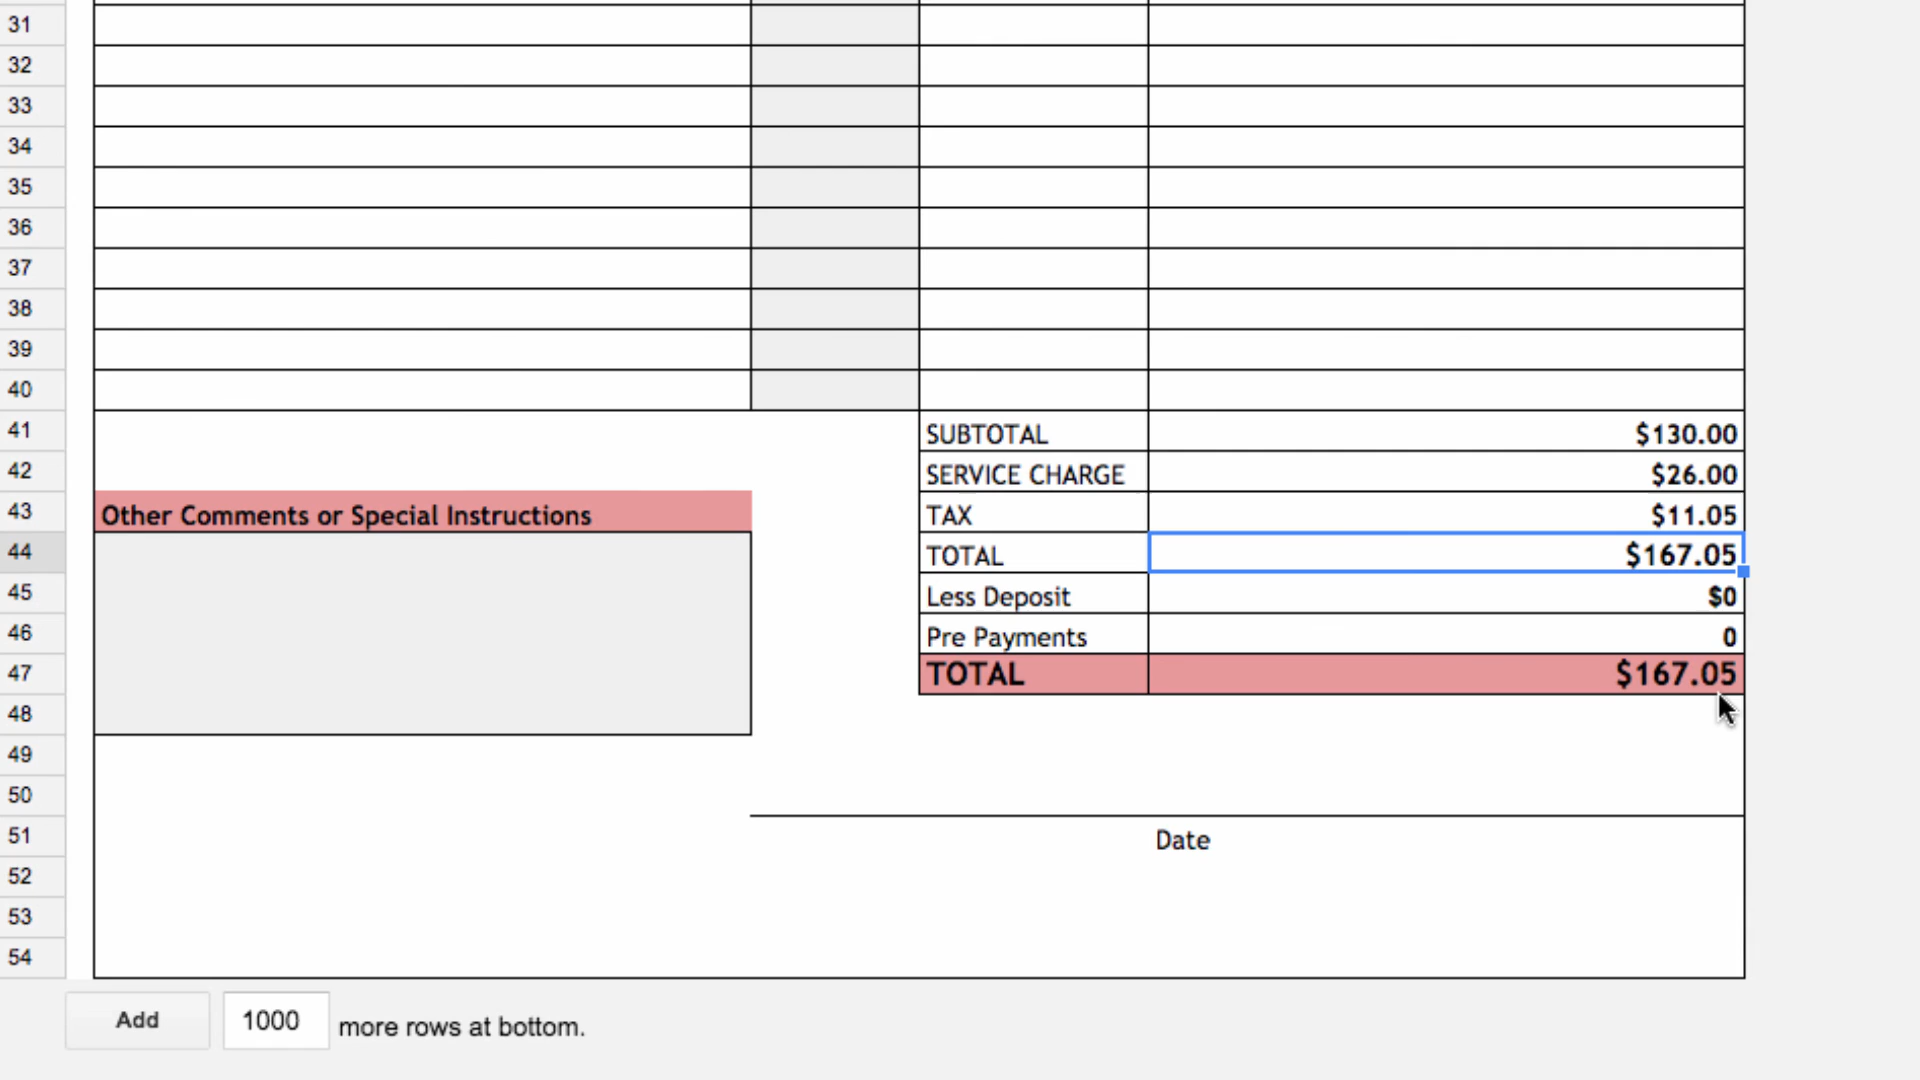 31
32
33
34
35
36
37
38
39
40
41 SUBTOTAL $130.00
42 SERVICE CHARGE $26.00
43 Other Comments or Special Instructions TAX $11.05
44 TOTAL $167.05
45 Less Deposit $0
46 Pre Payments 0
47 TOTAL $167.05
48
49
50
51 Date
52
53
54
Add 1000 more rows at bottom.